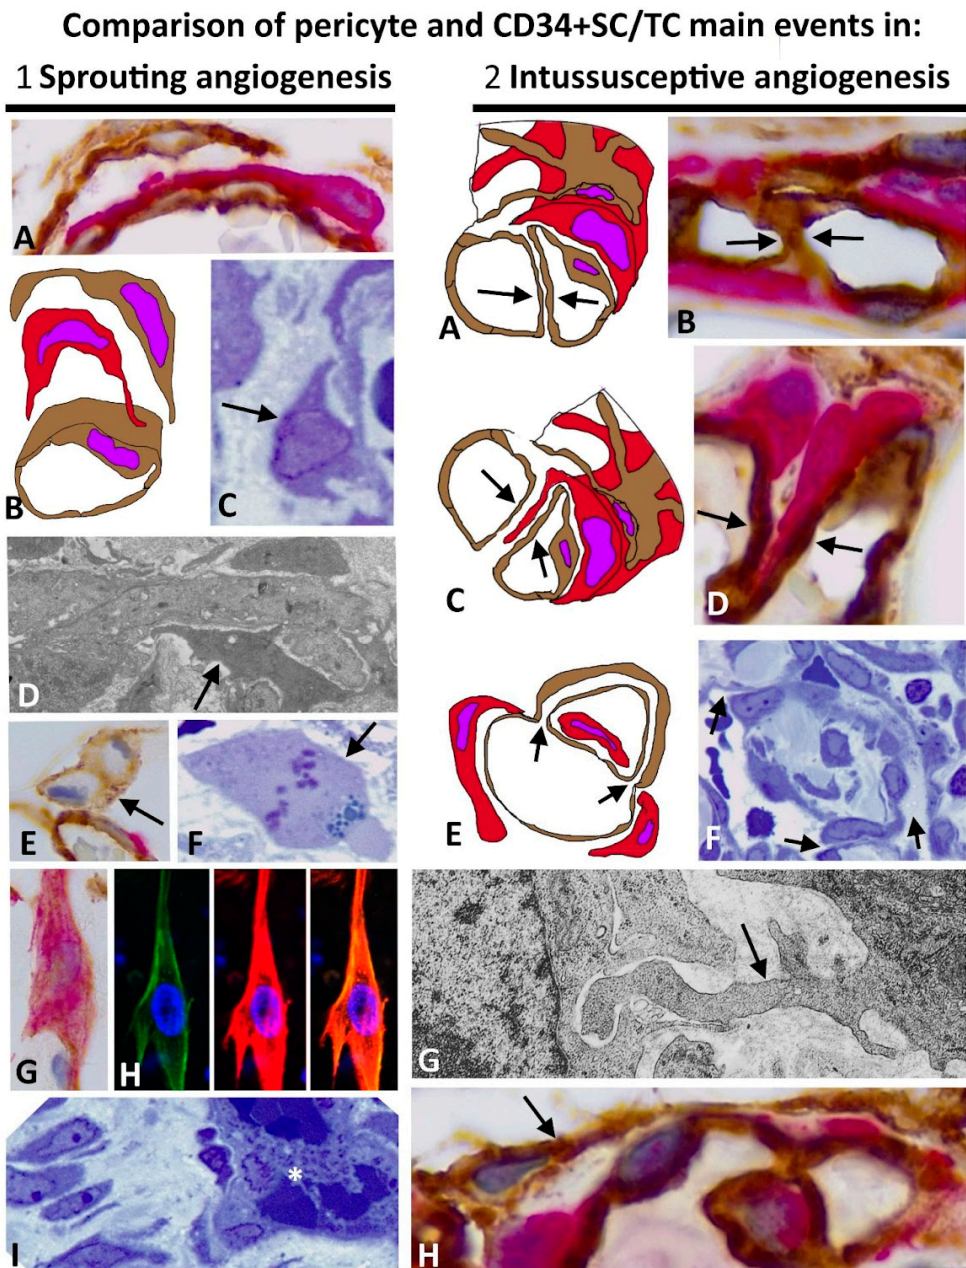 Comparison of pericyte and CD34+SC/TC main events in:
1 Sprouting angiogenesis
2 Intussusceptive angiogenesis
A
B
C
D
E
F
G
H
I
*
A
B
C
D
E
F
G
H